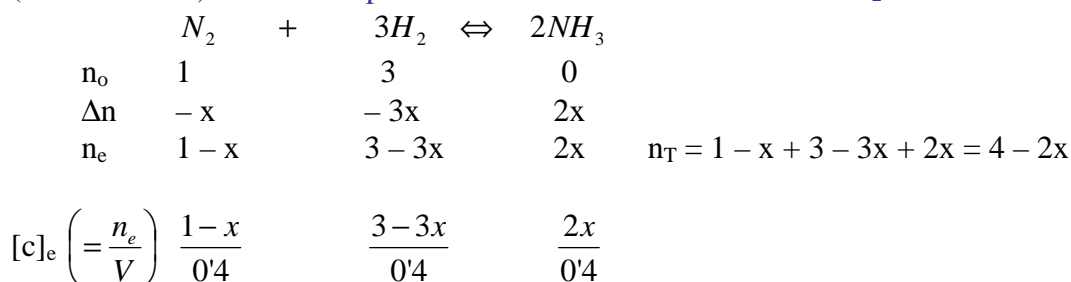 N₂ + 3H₂ ⇔ 2NH₃
nₒ 1 3 0
Δn – x – 3x 2x
nₑ 1 – x 3 – 3x 2x n_T = 1 – x + 3 – 3x + 2x = 4 – 2x
[c]ₑ (= nₑ/V) (1 – x)/0'4 (3 – 3x)/0'4 2x/0'4